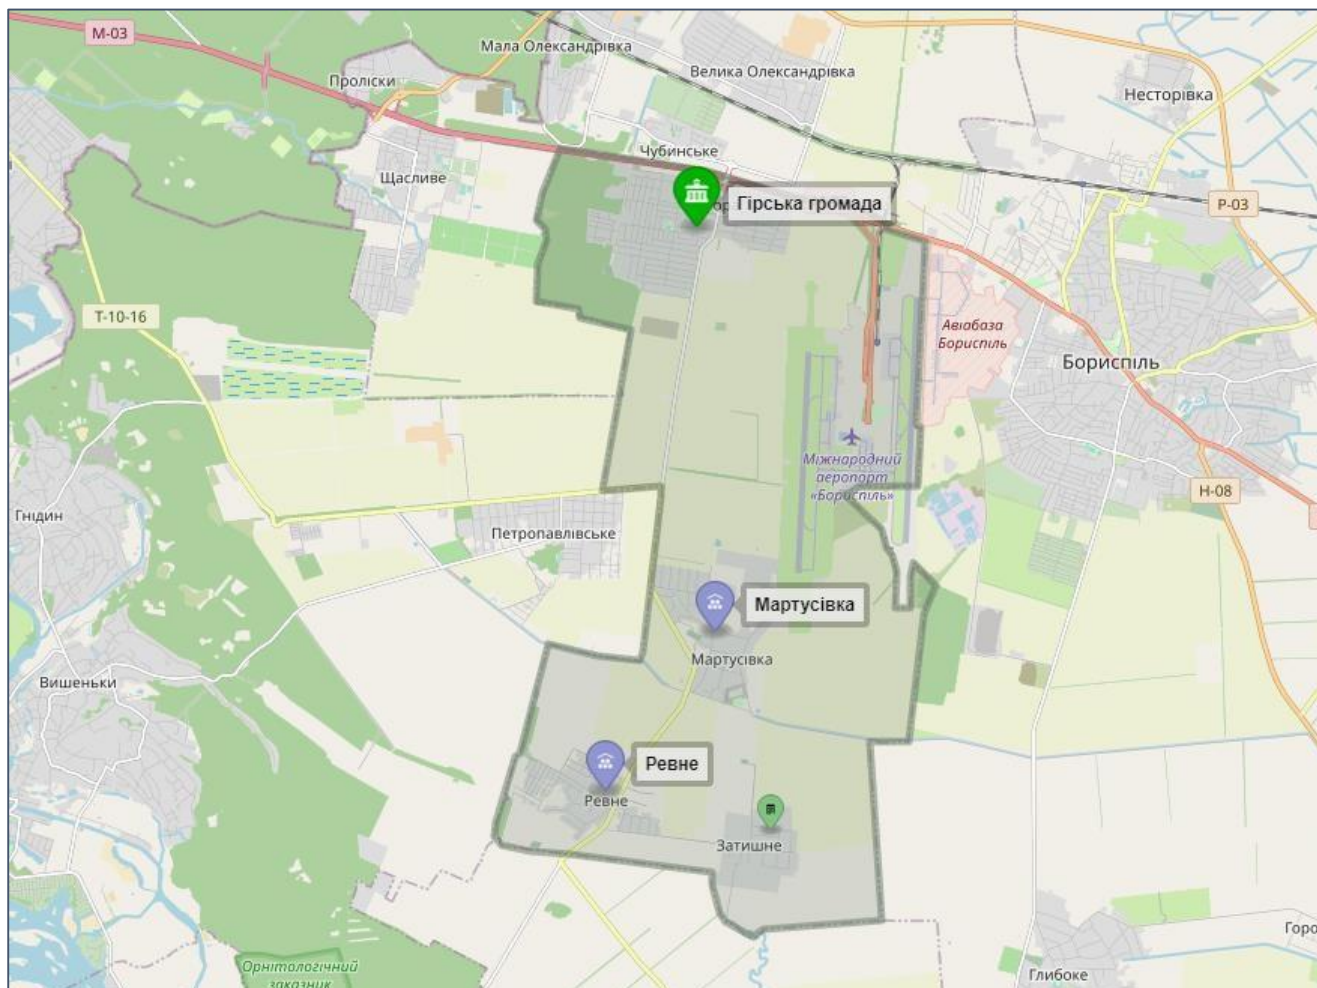 М-03
Мала Олександрівка
Проліски
Велика Олександрівка
Несторівка
Чубинське
Щасливе
Гірська громада
Р-03
Т-10-16
Авіабаза
Бориспіль
Бориспіль
Міжнародний
аеропорт
«Бориспіль»
Н-08
Гнідин
Петропавлівське
Мартусівка
Мартусівка
Вишеньки
Ревне
Ревне
Затишне
Орнітологічний
заказник
Глибоке